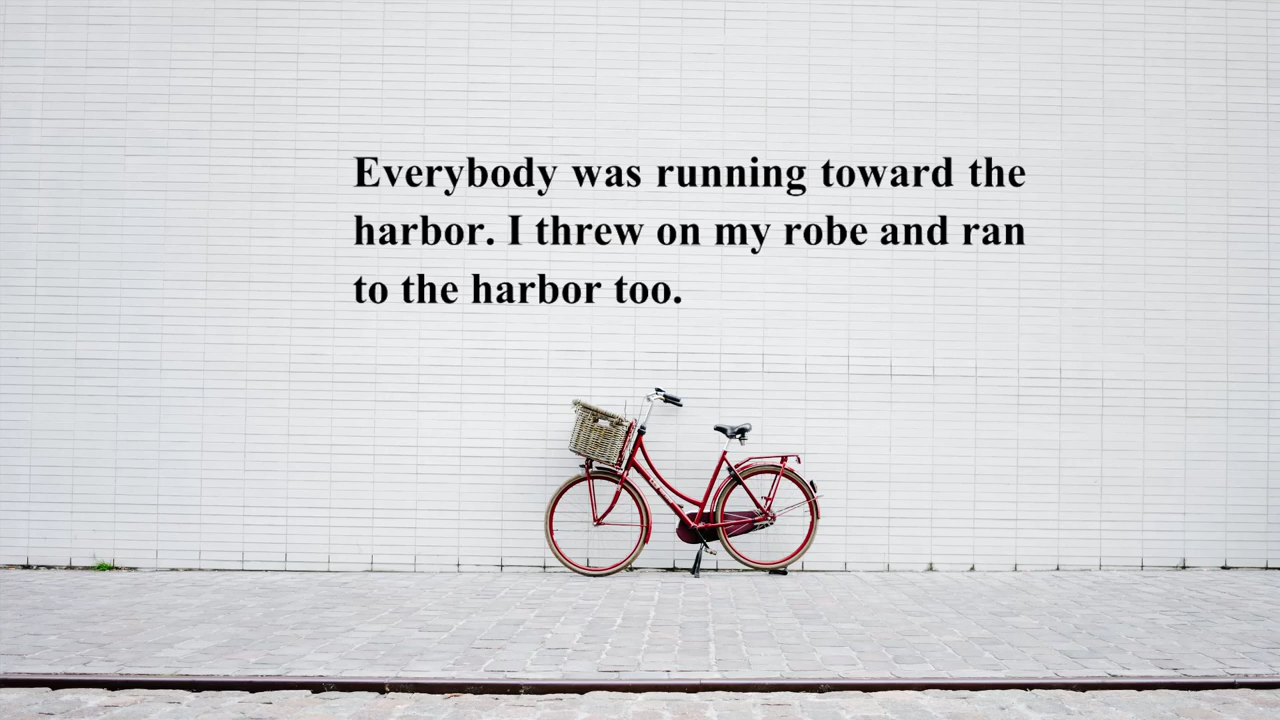 Everybody was running toward the
harbor. I threw on my robe and ran
to the harbor too.